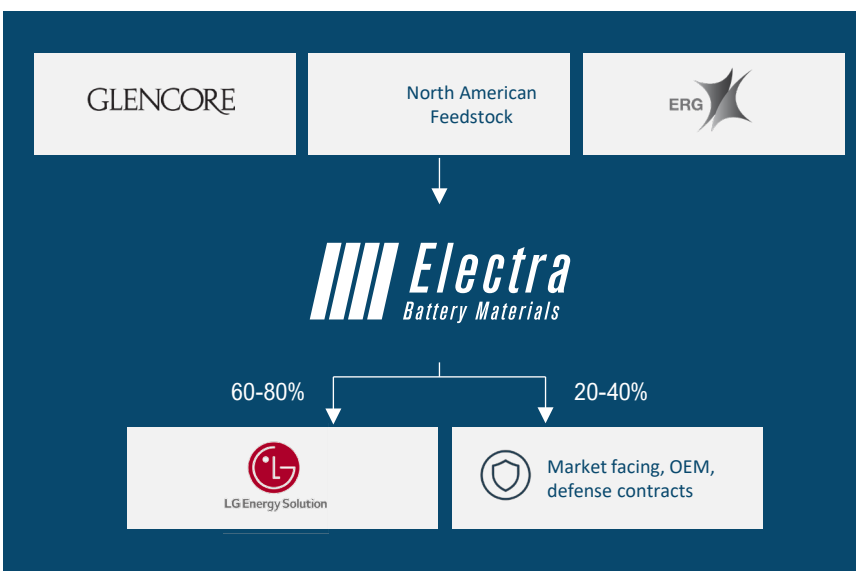 GLENCORE
North American
Feedstock
ERG
Electra
Battery Materials
60-80%
20-40%
LG
LG Energy Solution
Market facing, OEM,
defense contracts